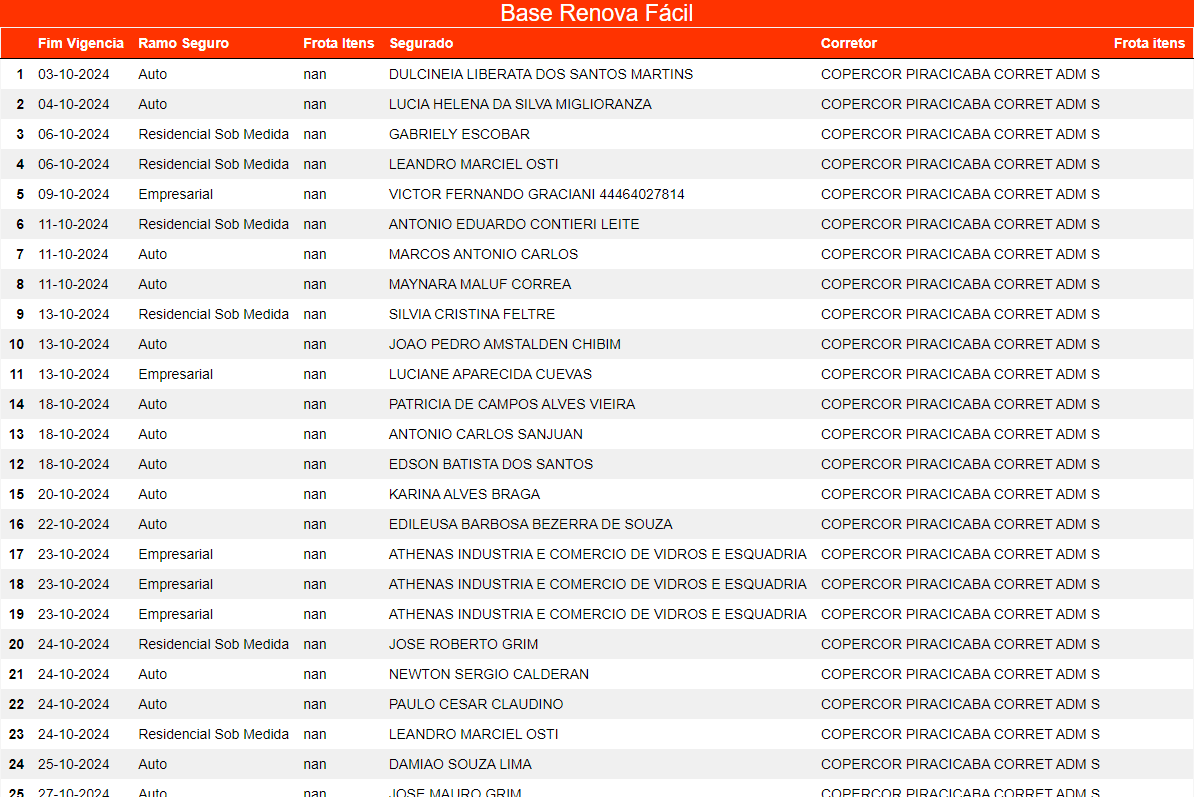 Base Renova Fácil
Fim Vigencia Ramo Seguro Frota Itens Segurado Corretor Frota itens
1 03-10-2024 Auto nan DULCINEIA LIBERATA DOS SANTOS MARTINS COPERCOR PIRACICABA CORRET ADM S
2 04-10-2024 Auto nan LUCIA HELENA DA SILVA MIGLIORANZA COPERCOR PIRACICABA CORRET ADM S
3 06-10-2024 Residencial Sob Medida nan GABRIELY ESCOBAR COPERCOR PIRACICABA CORRET ADM S
4 06-10-2024 Residencial Sob Medida nan LEANDRO MARCIEL OSTI COPERCOR PIRACICABA CORRET ADM S
5 09-10-2024 Empresarial nan VICTOR FERNANDO GRACIANI 44464027814 COPERCOR PIRACICABA CORRET ADM S
6 11-10-2024 Residencial Sob Medida nan ANTONIO EDUARDO CONTIERI LEITE COPERCOR PIRACICABA CORRET ADM S
7 11-10-2024 Auto nan MARCOS ANTONIO CARLOS COPERCOR PIRACICABA CORRET ADM S
8 11-10-2024 Auto nan MAYNARA MALUF CORREA COPERCOR PIRACICABA CORRET ADM S
9 13-10-2024 Residencial Sob Medida nan SILVIA CRISTINA FELTRE COPERCOR PIRACICABA CORRET ADM S
10 13-10-2024 Auto nan JOAO PEDRO AMSTALDEN CHIBIM COPERCOR PIRACICABA CORRET ADM S
11 13-10-2024 Empresarial nan LUCIANE APARECIDA CUEVAS COPERCOR PIRACICABA CORRET ADM S
14 18-10-2024 Auto nan PATRICIA DE CAMPOS ALVES VIEIRA COPERCOR PIRACICABA CORRET ADM S
13 18-10-2024 Auto nan ANTONIO CARLOS SANJUAN COPERCOR PIRACICABA CORRET ADM S
12 18-10-2024 Auto nan EDSON BATISTA DOS SANTOS COPERCOR PIRACICABA CORRET ADM S
15 20-10-2024 Auto nan KARINA ALVES BRAGA COPERCOR PIRACICABA CORRET ADM S
16 22-10-2024 Auto nan EDILEUSA BARBOSA BEZERRA DE SOUZA COPERCOR PIRACICABA CORRET ADM S
17 23-10-2024 Empresarial nan ATHENAS INDUSTRIA E COMERCIO DE VIDROS E ESQUADRIA COPERCOR PIRACICABA CORRET ADM S
18 23-10-2024 Empresarial nan ATHENAS INDUSTRIA E COMERCIO DE VIDROS E ESQUADRIA COPERCOR PIRACICABA CORRET ADM S
19 23-10-2024 Empresarial nan ATHENAS INDUSTRIA E COMERCIO DE VIDROS E ESQUADRIA COPERCOR PIRACICABA CORRET ADM S
20 24-10-2024 Residencial Sob Medida nan JOSE ROBERTO GRIM COPERCOR PIRACICABA CORRET ADM S
21 24-10-2024 Auto nan NEWTON SERGIO CALDERAN COPERCOR PIRACICABA CORRET ADM S
22 24-10-2024 Auto nan PAULO CESAR CLAUDINO COPERCOR PIRACICABA CORRET ADM S
23 24-10-2024 Residencial Sob Medida nan LEANDRO MARCIEL OSTI COPERCOR PIRACICABA CORRET ADM S
24 25-10-2024 Auto nan DAMIAO SOUZA LIMA COPERCOR PIRACICABA CORRET ADM S
25 27-10-2024 Auto nan JOSE MAURO GRIM COPERCOR PIRACICABA CORRET ADM S